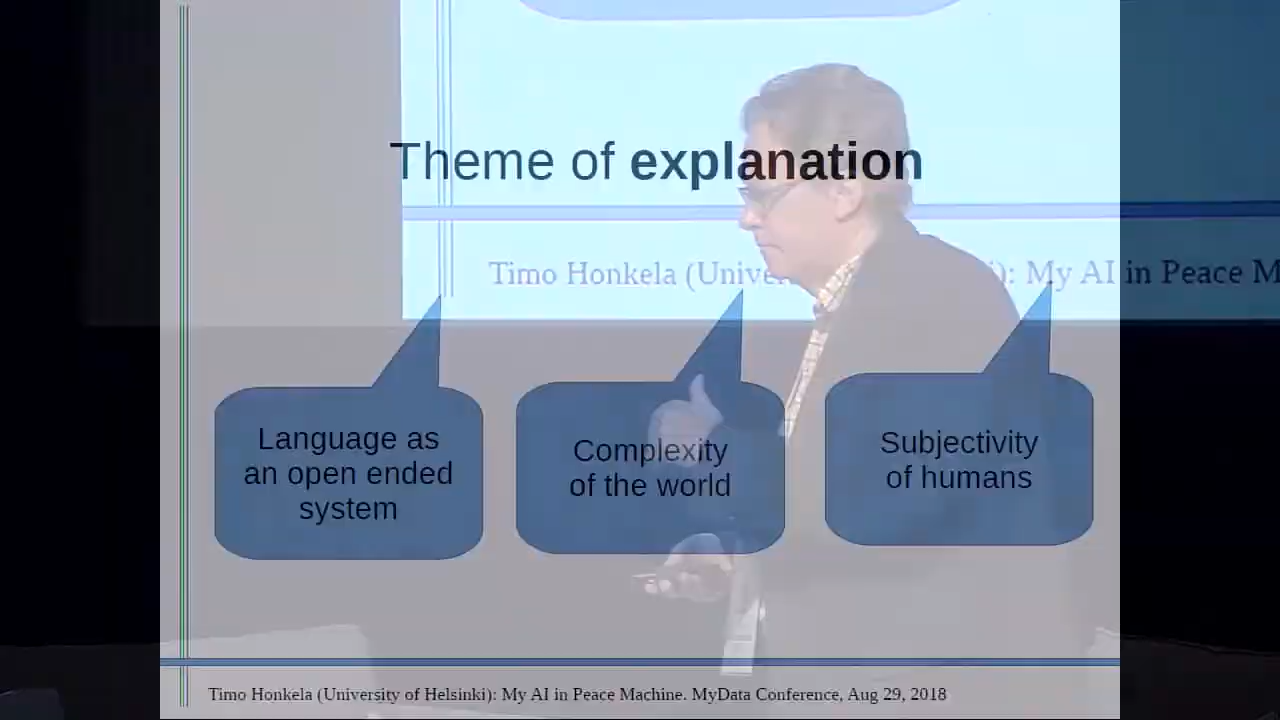 Theme of explanation
Timo Honkela (Unive
): My AI in Peace M
Language as
an open ended
system
Complexity
of the world
Subjectivity
of humans
Timo Honkela (University of Helsinki): My AI in Peace Machine. MyData Conference, Aug 29, 2018